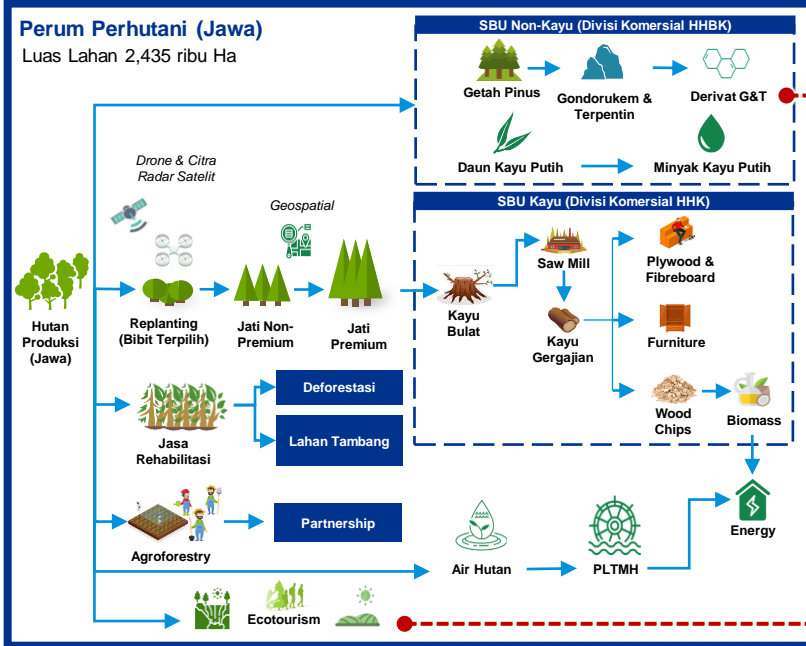 Perum Perhutani (Jawa)
Luas Lahan 2,435 ribu Ha
SBU Non-Kayu (Divisi Komersial HHBK)
Getah Pinus
Gondorukem &
Terpentin
Derivat G&T
Daun Kayu Putih
Minyak Kayu Putih
Drone & Citra
Radar Satelit
Geospatial
SBU Kayu (Divisi Komersial HHK)
Hutan
Produksi
(Jawa)
Replanting
(Bibit Terpilih)
Jati Non-
Premium
Jati
Premium
Kayu
Bulat
Saw Mill
Kayu
Gergajian
Plywood &
Fibreboard
Furniture
Wood
Chips
Biomass
Jasa
Rehabilitasi
Deforestasi
Lahan Tambang
Agroforestry
Partnership
Air Hutan
PLTMH
Energy
Ecotourism